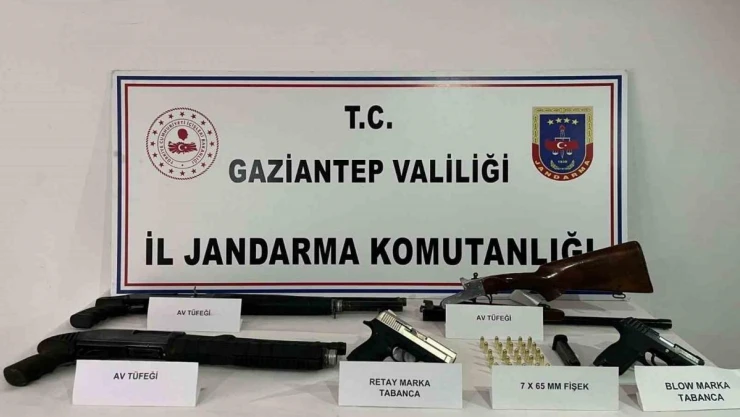 T.C.
GAZİANTEP VALİLİĞİ
İL JANDARMA KOMUTANLIĞI
JANDARMA
AV TÜFEĞİ
AV TÜFEĞİ
AV TÜFEĞİ
RETAY MARKA
TABANCA
7 X 65 MM FİŞEK
BLOW MARKA
TABANCA